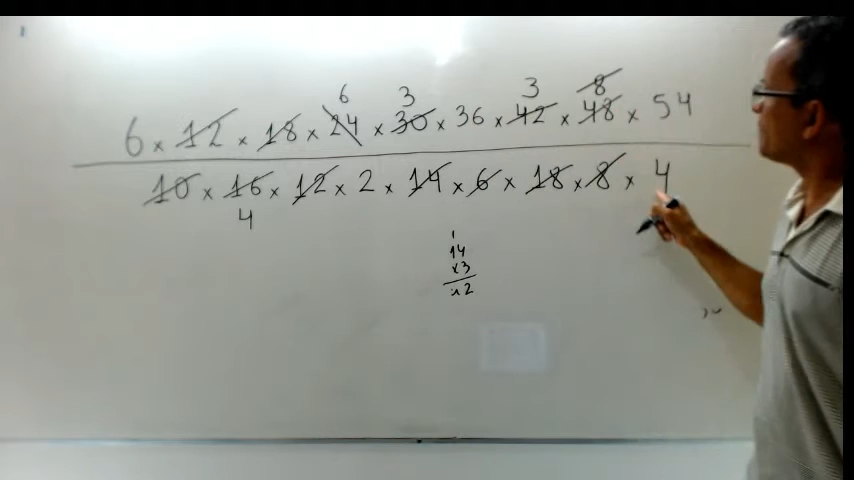 6 3 3 8
6 × 12 × 18 × 24 × 30 × 36 × 42 × 48 × 54
10 × 16 × 12 × 2 × 14 × 6 × 18 × 8 × 4
4
1
14
×3
12